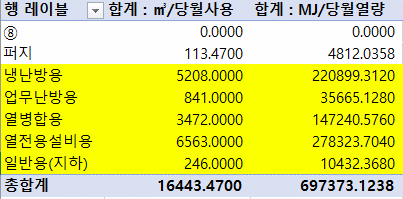 행 레이블 합계 : ㎥/당월사용 합계 : MJ/당월열량
⑧ 0.0000 0.0000
퍼지 113.4700 4812.0358
냉난방용 5208.0000 220899.3120
업무난방용 841.0000 35665.1280
열병합용 3472.0000 147240.5760
열전용설비용 6563.0000 278323.7040
일반용(지하) 246.0000 10432.3680
총합계 16443.4700 697373.1238